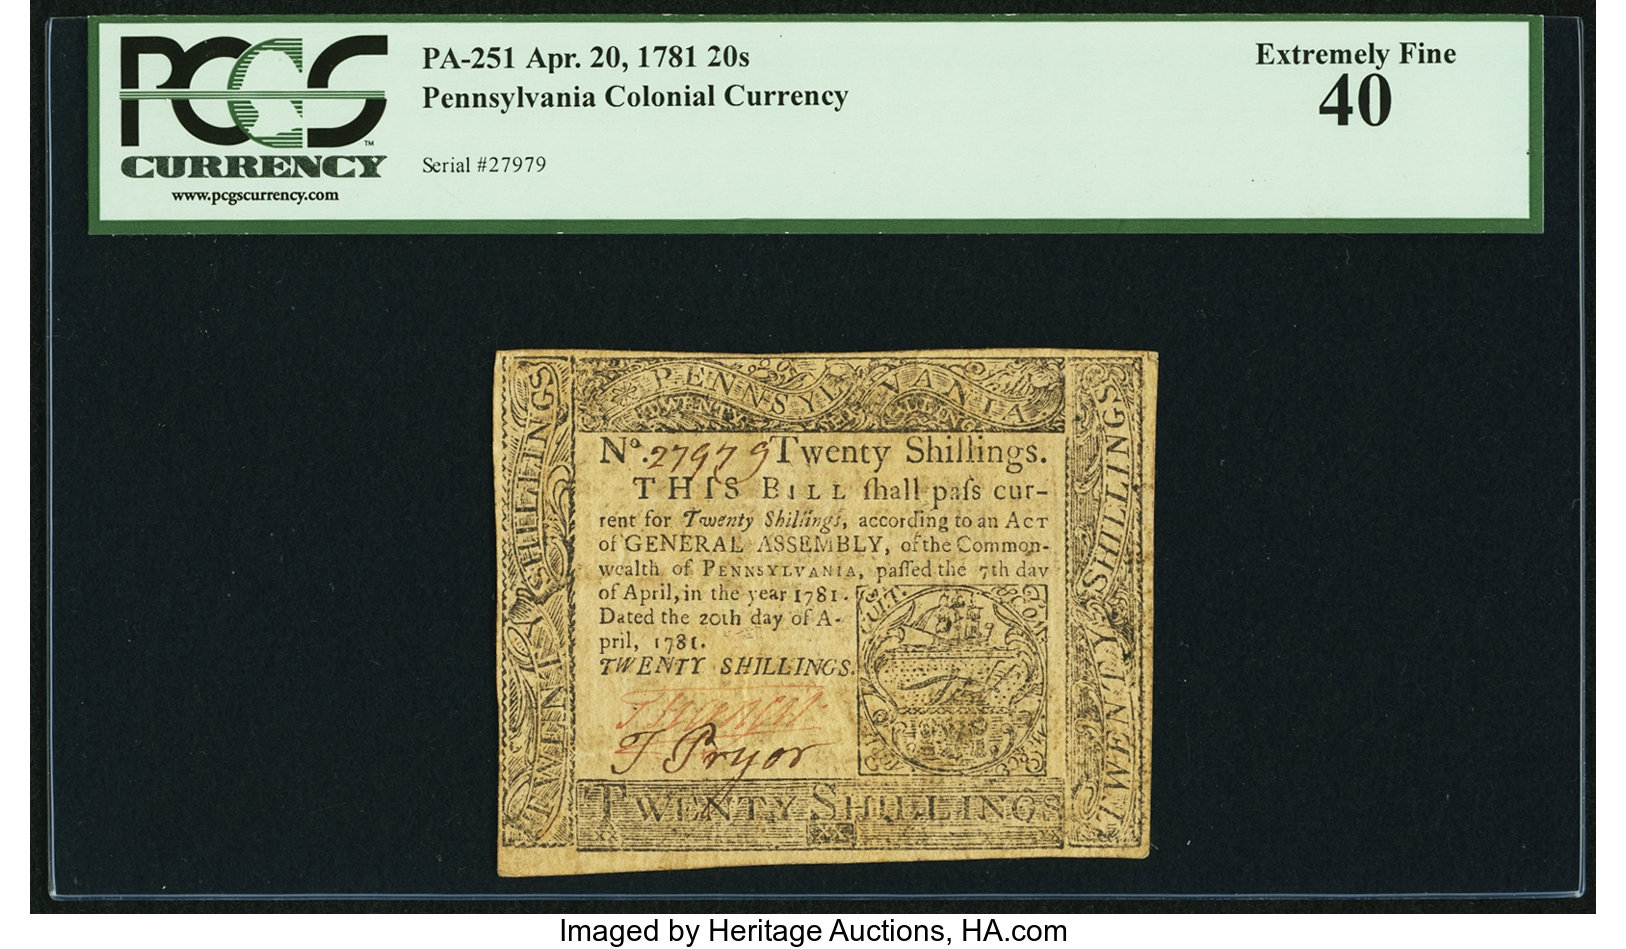 PCGS
CURRENCY
www.pcgscurrency.com
PA-251 Apr. 20, 1781 20s
Pennsylvania Colonial Currency
Serial #27979
Extremely Fine
40
PENNSYLVANIA
TWENTY SHILLINGS
No. 27979 Twenty Shillings.
THIS BILL ſhall paſs cur-
rent for Twenty Shillings, according to an ACT
of GENERAL ASSEMBLY, of the Common-
wealth of PENNSYLVANIA, paſſed the 7th day
of April, in the year 1781.
Dated the 20th day of A-
pril, 1781.
TWENTY SHILLINGS.
T Pryor
TWENTY SHILLINGS
TWENTY SHILLINGS
Imaged by Heritage Auctions, HA.com